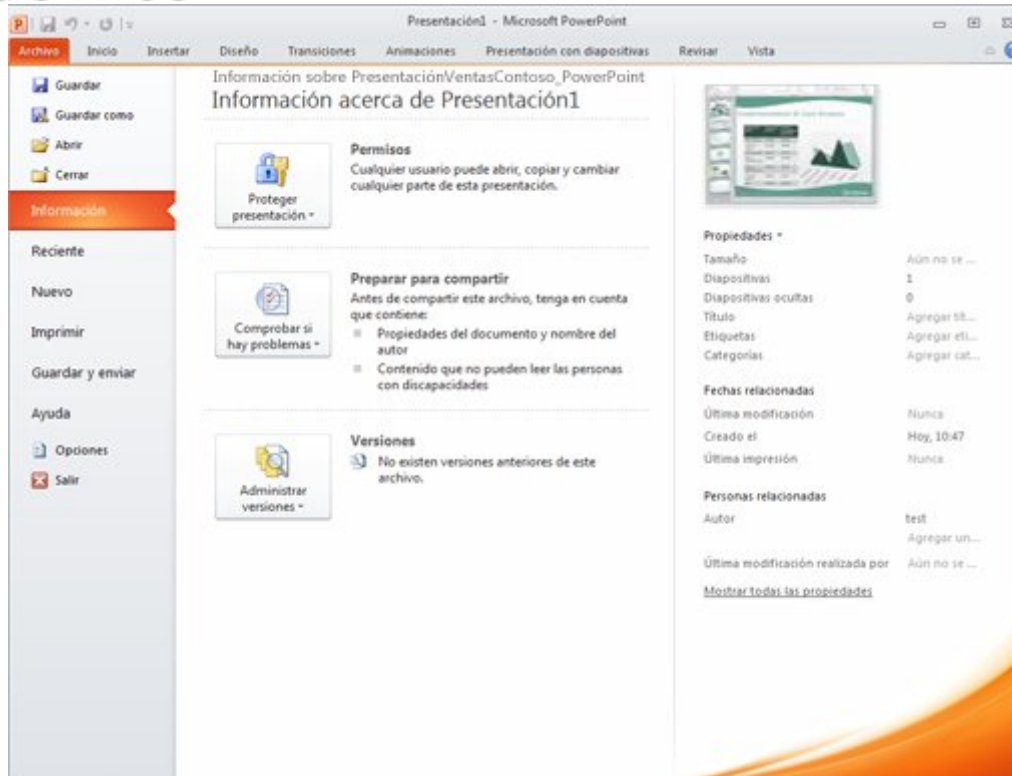 Presentación1 - Microsoft PowerPoint
Archivo Inicio Insertar Diseño Transiciones Animaciones Presentación con diapositivas Revisar Vista
Guardar
Guardar como
Abrir
Cerrar
Información
Reciente
Nuevo
Imprimir
Guardar y enviar
Ayuda
Opciones
Salir
Información sobre PresentaciónVentasContoso_PowerPoint
Información acerca de Presentación1
Proteger
presentación
Permisos
Cualquier usuario puede abrir, copiar y cambiar
cualquier parte de esta presentación.
Comprobar si
hay problemas
Preparar para compartir
Antes de compartir este archivo, tenga en cuenta
que contiene:
Propiedades del documento y nombre del
autor
Contenido que no pueden leer las personas
con discapacidades
Administrar
versiones
Versiones
No existen versiones anteriores de este
archivo.
Propiedades
Tamaño Aún no se ...
Diapositivas 1
Diapositivas ocultas 0
Título Agregar tít...
Etiquetas Agregar eti...
Categorías Agregar cat...
Fechas relacionadas
Última modificación Nunca
Creado el Hoy, 10:47
Última impresión Nunca
Personas relacionadas
Autor test
Agregar un...
Última modificación realizada por Aún no se ...
Mostrar todas las propiedades